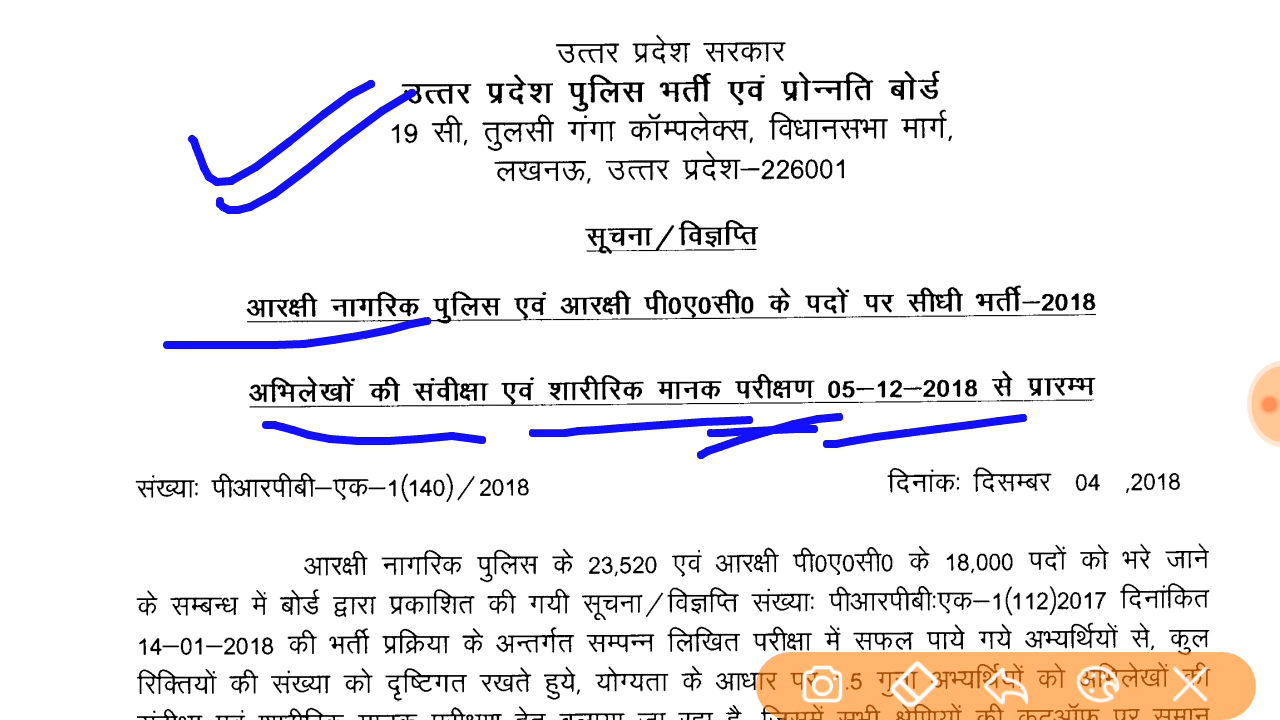 उत्तर प्रदेश सरकार
उत्तर प्रदेश पुलिस भर्ती एवं प्रोन्नति बोर्ड
19 सी, तुलसी गंगा कॉम्पलेक्स, विधानसभा मार्ग,
लखनऊ, उत्तर प्रदेश–226001
सूचना/विज्ञप्ति
आरक्षी नागरिक पुलिस एवं आरक्षी पी0ए0सी0 के पदों पर सीधी भर्ती–2018
अभिलेखों की संवीक्षा एवं शारीरिक मानक परीक्षण 05–12–2018 से प्रारम्भ
संख्याः पीआरपीबी–एक–1(140)/2018 दिनांकः दिसम्बर 04 ,2018
आरक्षी नागरिक पुलिस के 23,520 एवं आरक्षी पी0ए0सी0 के 18,000 पदों को भरे जाने
के सम्बन्ध में बोर्ड द्वारा प्रकाशित की गयी सूचना/विज्ञप्ति संख्याः पीआरपीबीःएक–1(112)2017 दिनांकित
14–01–2018 की भर्ती प्रक्रिया के अन्तर्गत सम्पन्न लिखित परीक्षा में सफल पाये गये अभ्यर्थियों से, कुल
रिक्तियों की संख्या को दृष्टिगत रखते हुये, योग्यता के आधार पर .5 गुना अभ्यर्थियों को अभिलेखों की